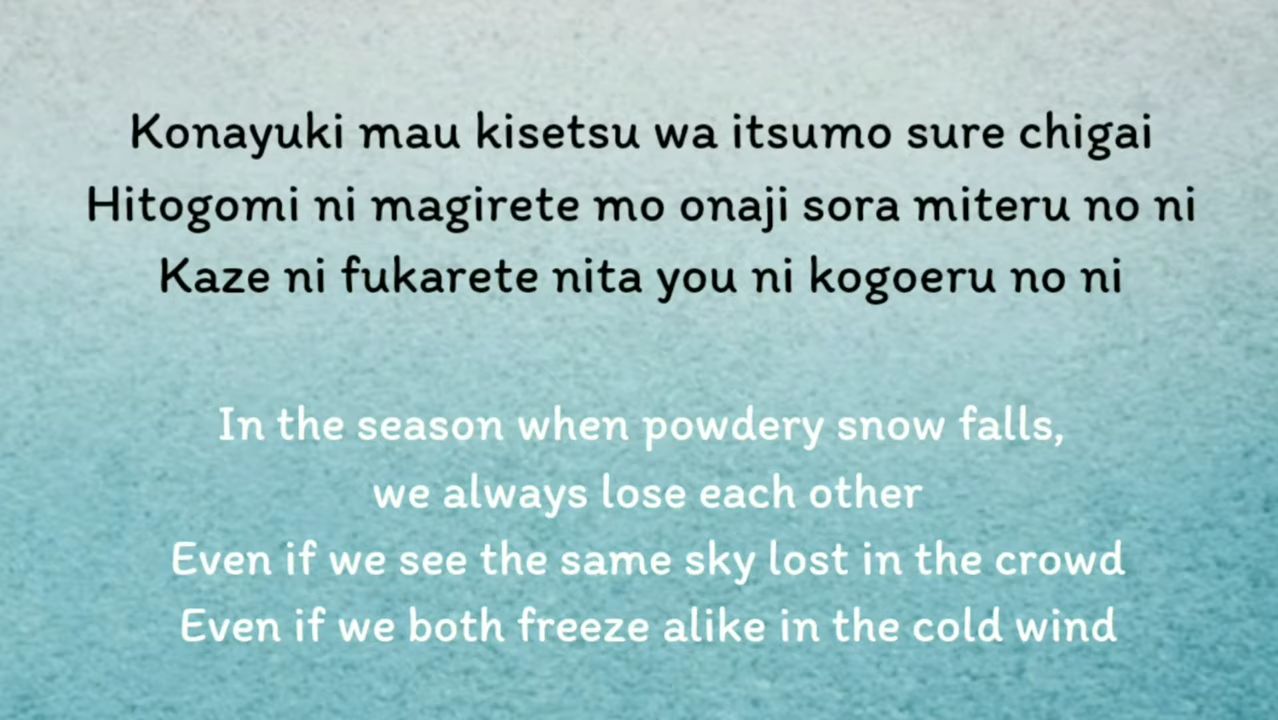 Konayuki mau kisetsu wa itsumo sure chigai
Hitogomi ni magirete mo onaji sora miteru no ni
Kaze ni fukarete nita you ni kogoeru no ni
In the season when powdery snow falls,
we always lose each other
Even if we see the same sky lost in the crowd
Even if we both freeze alike in the cold wind